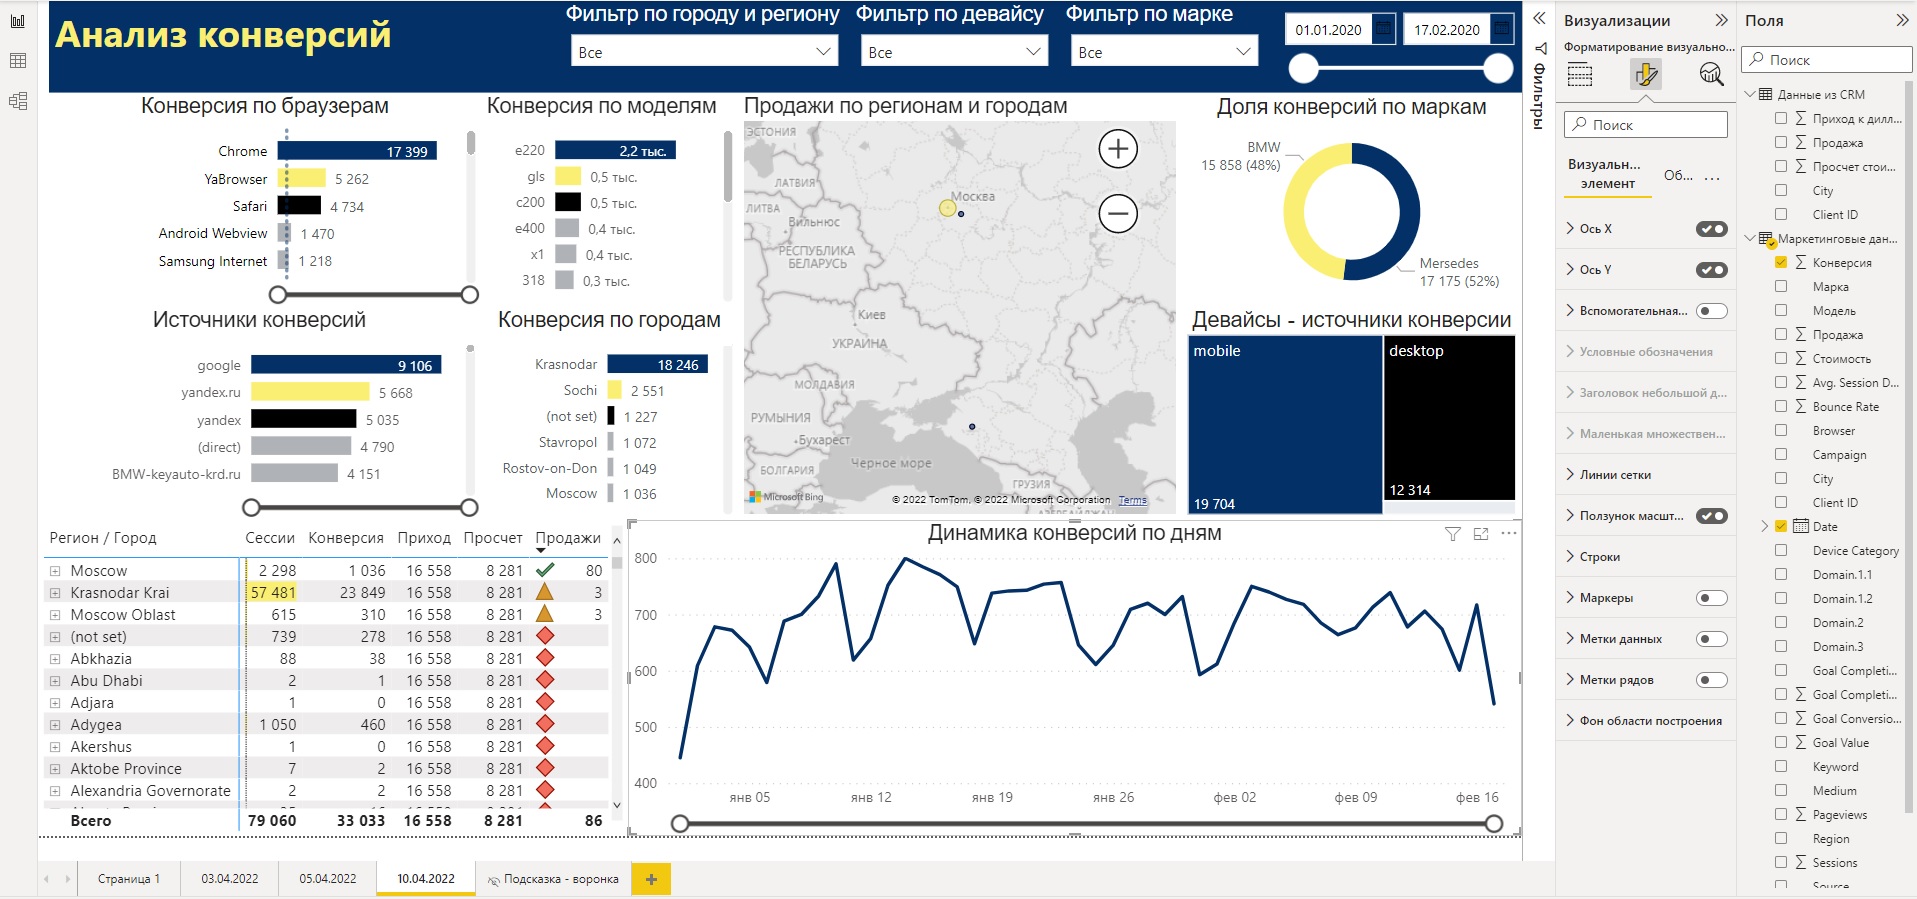 Анализ конверсий
Фильтр по городу и региону
Все
Фильтр по девайсу
Все
Фильтр по марке
Все
01.01.2020
17.02.2020
Конверсия по браузерам
Chrome 17 399
YaBrowser 5 262
Safari 4 734
Android Webview 1 470
Samsung Internet 1 218
Конверсия по моделям
e220 2,2 тыс.
gls 0,5 тыс.
c200 0,5 тыс.
e400 0,4 тыс.
x1 0,4 тыс.
318 0,3 тыс.
Продажи по регионам и городам
ЭСТОНИЯ
ЛАТВИЯ
Москва
ЛИТВА
Вильнюс
РЕСПУБЛИКА
БЕЛАРУСЬ
Киев
УКРАИНА
МОЛДАВИЯ
РУМЫНИЯ
Бухарест
Черное море
БОЛГАРИЯ
ГРУЗИЯ
АЗЕРБАЙДЖАН
Microsoft Bing
© 2022 TomTom, © 2022 Microsoft Corporation Terms
Доля конверсий по маркам
BMW
15 858 (48%)
Mersedes
17 175 (52%)
Источники конверсий
google 9 106
yandex.ru 5 668
yandex 5 035
(direct) 4 790
BMW-keyauto-krd.ru 4 151
Конверсия по городам
Krasnodar 18 246
Sochi 2 551
(not set) 1 227
Stavropol 1 072
Rostov-on-Don 1 049
Moscow 1 036
Девайсы - источники конверсии
mobile
19 704
desktop
12 314
Регион / Город Сессии Конверсия Приход Просчет Продажи
Moscow 2 298 1 036 16 558 8 281 80
Krasnodar Krai 57 481 23 849 16 558 8 281 3
Moscow Oblast 615 310 16 558 8 281 3
(not set) 739 278 16 558 8 281
Abkhazia 88 38 16 558 8 281
Abu Dhabi 2 1 16 558 8 281
Adjara 1 0 16 558 8 281
Adygea 1 050 460 16 558 8 281
Akershus 1 0 16 558 8 281
Aktobe Province 7 2 16 558 8 281
Alexandria Governorate 2 2 16 558 8 281
Всего 79 060 33 033 16 558 8 281 86
Динамика конверсий по дням
800
700
600
500
400
янв 05 янв 12 янв 19 янв 26 фев 02 фев 09 фев 16
Страница 1
03.04.2022
05.04.2022
10.04.2022
Подсказка - воронка
+
Фильтры
Визуализации
Форматирование визуально...
Поиск
Визуальн...
элемент
Об...
Ось X
Ось Y
Вспомогательная...
Условные обозначения
Заголовок небольшой д...
Маленькая множествен...
Линии сетки
Ползунок масшт...
Строки
Маркеры
Метки данных
Метки рядов
Фон области построения
Поля
Поиск
Данные из CRM
Приход к дилл...
Продажа
Просчет стои...
City
Client ID
Маркетинговые дан...
Конверсия
Марка
Модель
Продажа
Стоимость
Avg. Session D...
Bounce Rate
Browser
Campaign
City
Client ID
Date
Device Category
Domain.1.1
Domain.1.2
Domain.2
Domain.3
Goal Completi...
Goal Completi...
Goal Conversio...
Goal Value
Keyword
Medium
Pageviews
Region
Sessions
Source